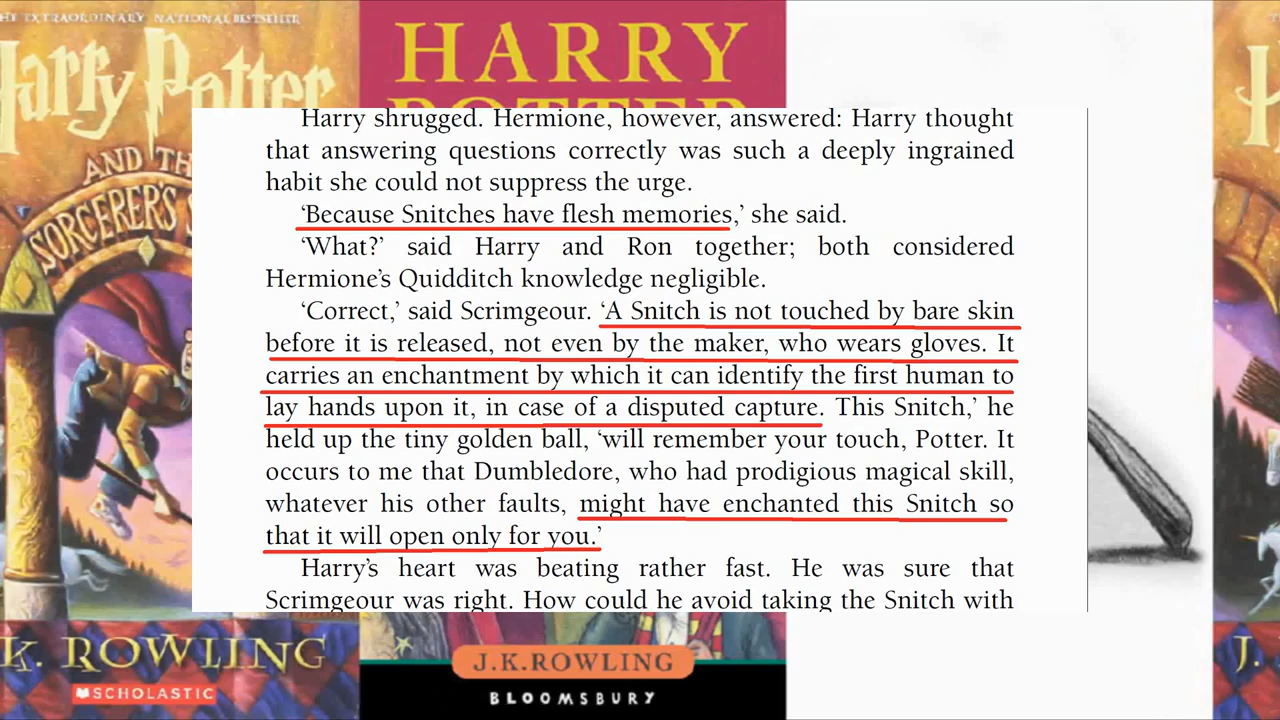 THE EXTRAORDINARY NATIONAL BESTSELLER
Harry Potter
AND TH
SORCERER'S S
K. ROWLING
SCHOLASTIC
HARRY
POTTER
Harry shrugged. Hermione, however, answered: Harry thought
that answering questions correctly was such a deeply ingrained
habit she could not suppress the urge.
‘Because Snitches have flesh memories,’ she said.
‘What?’ said Harry and Ron together; both considered
Hermione’s Quidditch knowledge negligible.
‘Correct,’ said Scrimgeour. ‘A Snitch is not touched by bare skin
before it is released, not even by the maker, who wears gloves. It
carries an enchantment by which it can identify the first human to
lay hands upon it, in case of a disputed capture. This Snitch,’ he
held up the tiny golden ball, ‘will remember your touch, Potter. It
occurs to me that Dumbledore, who had prodigious magical skill,
whatever his other faults, might have enchanted this Snitch so
that it will open only for you.’
Harry’s heart was beating rather fast. He was sure that
Scrimgeour was right. How could he avoid taking the Snitch with
J.K.ROWLING
BLOOMSBURY
J.